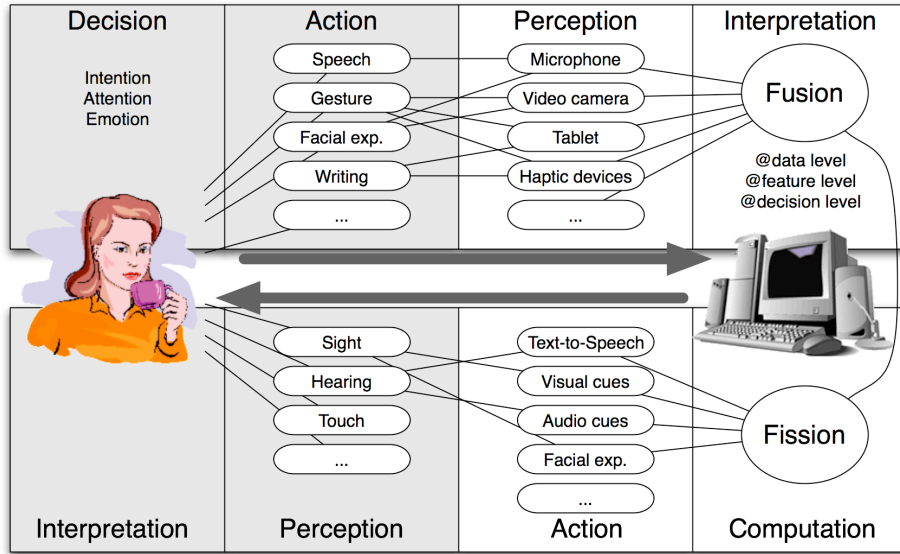 Decision
Action
Perception
Interpretation
Intention
Attention
Emotion
Speech
Gesture
Facial exp.
Writing
...
Microphone
Video camera
Tablet
Haptic devices
...
Fusion
@data level
@feature level
@decision level
Sight
Hearing
Touch
...
Text-to-Speech
Visual cues
Audio cues
Facial exp.
...
Fission
Interpretation
Perception
Action
Computation